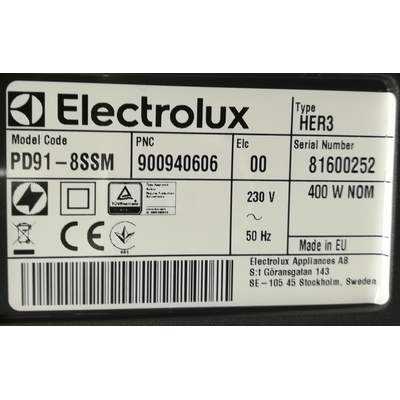 Electrolux
Type
HER3
Model Code
PD91-8SSM
PNC
900940606
Elc
00
Serial Number
81600252
230 V
~
50 Hz
400 W NOM
Made in EU
Electrolux Appliances AB
S:t Göransgatan 143
SE-105 45 Stockholm, Sweden